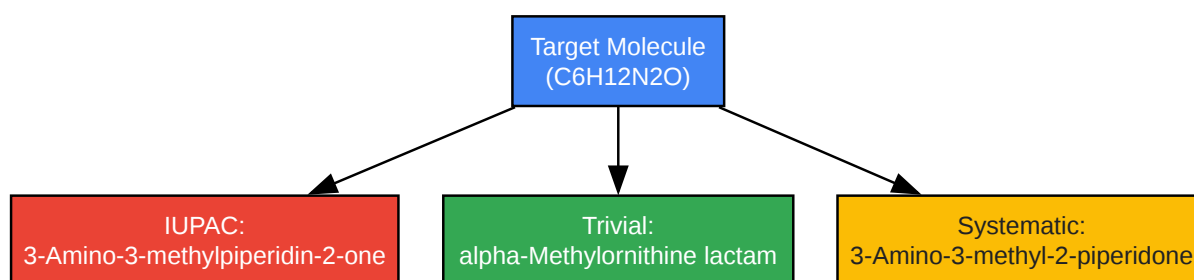 Target Molecule
(C6H12N2O)
IUPAC:
3-Amino-3-methylpiperidin-2-one
Trivial:
alpha-Methylornithine lactam
Systematic:
3-Amino-3-methyl-2-piperidone